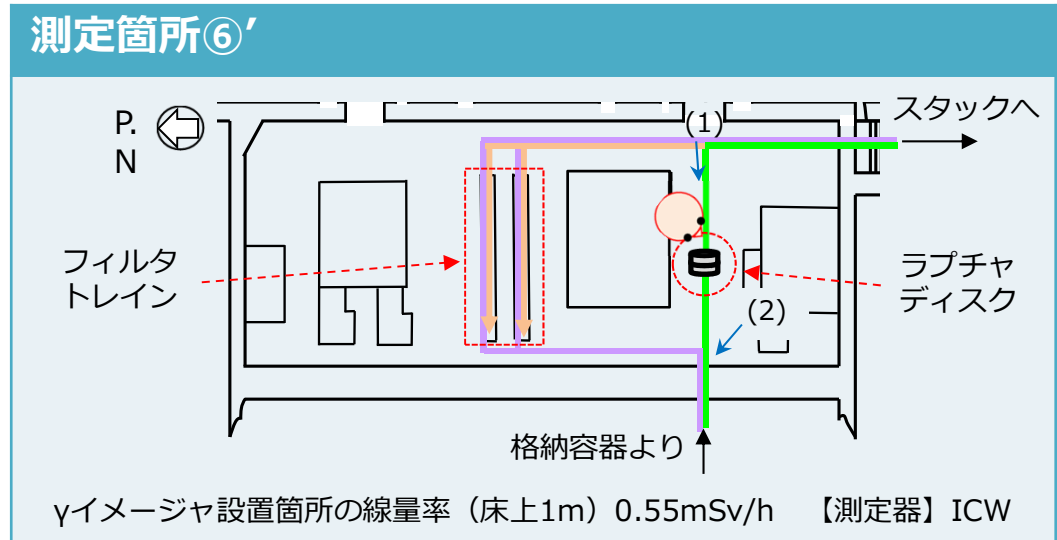 測定箇所⑥’
P.
N
(1)
スタックへ
フィルタ
トレイン
ラプチャ
ディスク
(2)
格納容器より
γイメージャ設置箇所の線量率（床上1m）0.55mSv/h　【測定器】ICW